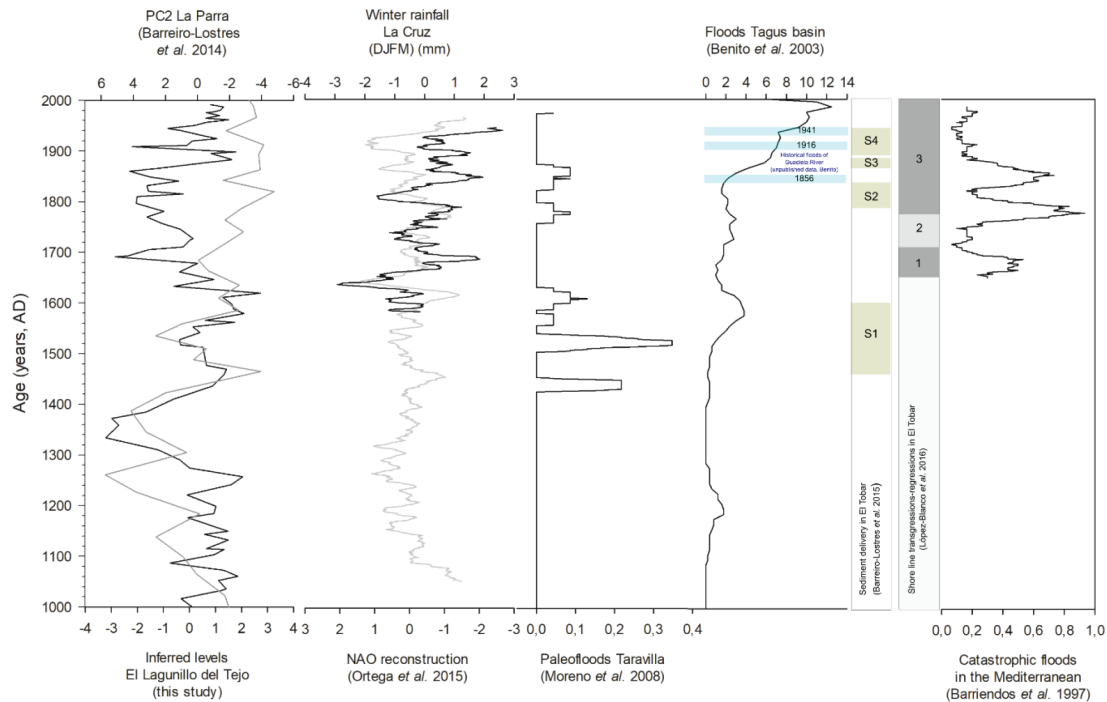 PC2 La Parra
(Barreiro-Lostres
et al. 2014)
Winter rainfall
La Cruz
(DJFM) (mm)
Floods Tagus basin
(Benito et al. 2003)
6 4 2 0 -2 -4 -6
-4 -3 -2 -1 0 1 2 3
0 2 4 6 8 10 12 14
2000
1900
1800
1700
1600
1500
1400
1300
1200
1100
1000
Age (years, AD)
1941
1916
Historical floods of
Guadiela River
(unpublished data, Benito)
1856
S4
S3
S2
S1
Sediment delivery in El Tobar
(Barreiro-Lostres et al. 2015)
3
2
1
Shore line transgressions-regressions in El Tobar
(López-Blanco et al. 2016)
-4 -3 -2 -1 0 1 2 3 4
2 1 0 -1 -2 -3
0,0 0,1 0,2 0,3 0,4
0,0 0,2 0,4 0,6 0,8 1,0
Inferred levels
El Lagunillo del Tejo
(this study)
NAO reconstruction
(Ortega et al. 2015)
Paleofloods Taravilla
(Moreno et al. 2008)
Catastrophic floods
in the Mediterranean
(Barriendos et al. 1997)